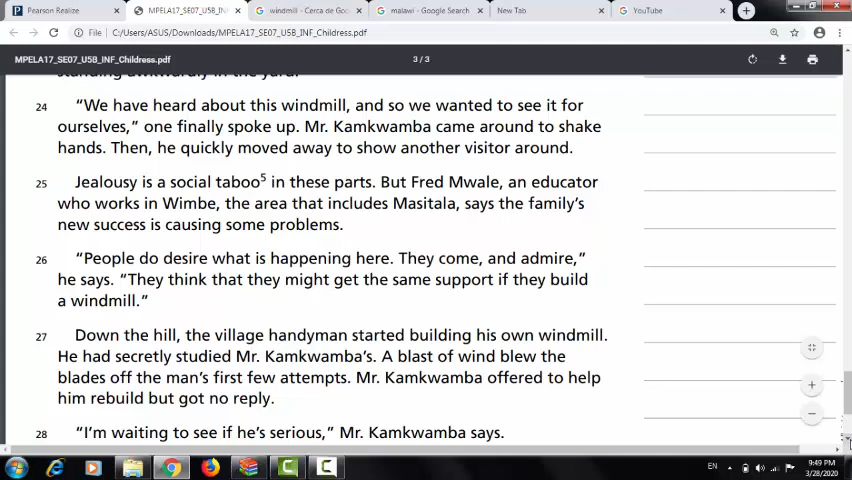 Pearson Realize
MPELA17_SE07_U5B_INF
windmill - Cerca de Goo
malawi - Google Search
New Tab
YouTube
File
C:/Users/ASUS/Downloads/MPELA17_SE07_U5B_INF_Childress.pdf
MPELA17_SE07_U5B_INF_Childress.pdf
3 / 3
standing awkwardly in the yard.
24 “We have heard about this windmill, and so we wanted to see it for
ourselves,” one finally spoke up. Mr. Kamkwamba came around to shake
hands. Then, he quickly moved away to show another visitor around.
25 Jealousy is a social taboo5 in these parts. But Fred Mwale, an educator
who works in Wimbe, the area that includes Masitala, says the family’s
new success is causing some problems.
26 “People do desire what is happening here. They come, and admire,”
he says. “They think that they might get the same support if they build
a windmill.”
27 Down the hill, the village handyman started building his own windmill.
He had secretly studied Mr. Kamkwamba’s. A blast of wind blew the
blades off the man’s first few attempts. Mr. Kamkwamba offered to help
him rebuild but got no reply.
28 “I’m waiting to see if he’s serious,” Mr. Kamkwamba says.
EN
9:49 PM
3/28/2020